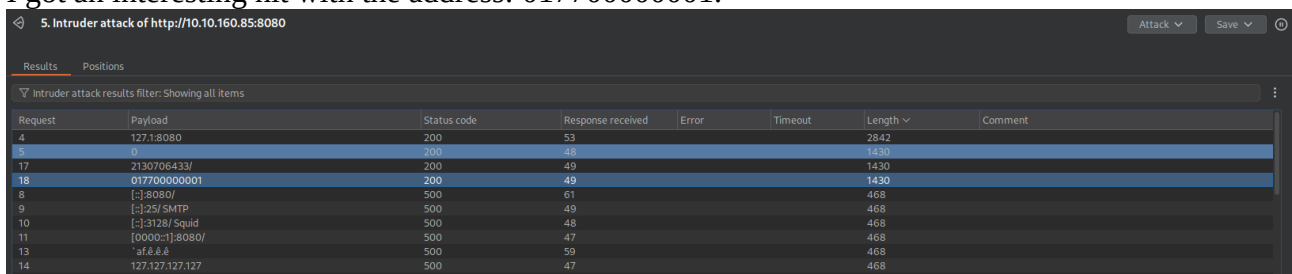 I got an interesting hit with the address: 017700000001:
5. Intruder attack of http://10.10.160.85:8080 Attack Save
Results Positions
Intruder attack results filter: Showing all items
Request Payload Status code Response received Error Timeout Length Comment
4 127.1:8080 200 53 2842
5 0 200 48 1430
17 2130706433/ 200 49 1430
18 017700000001 200 49 1430
8 [::]:8080/ 500 61 468
9 [::]:25/ SMTP 500 49 468
10 [::]:3128/ Squid 500 48 468
11 [0000::1]:8080/ 500 47 468
13 `af.ê.ê.ê 500 59 468
14 127.127.127.127 500 47 468